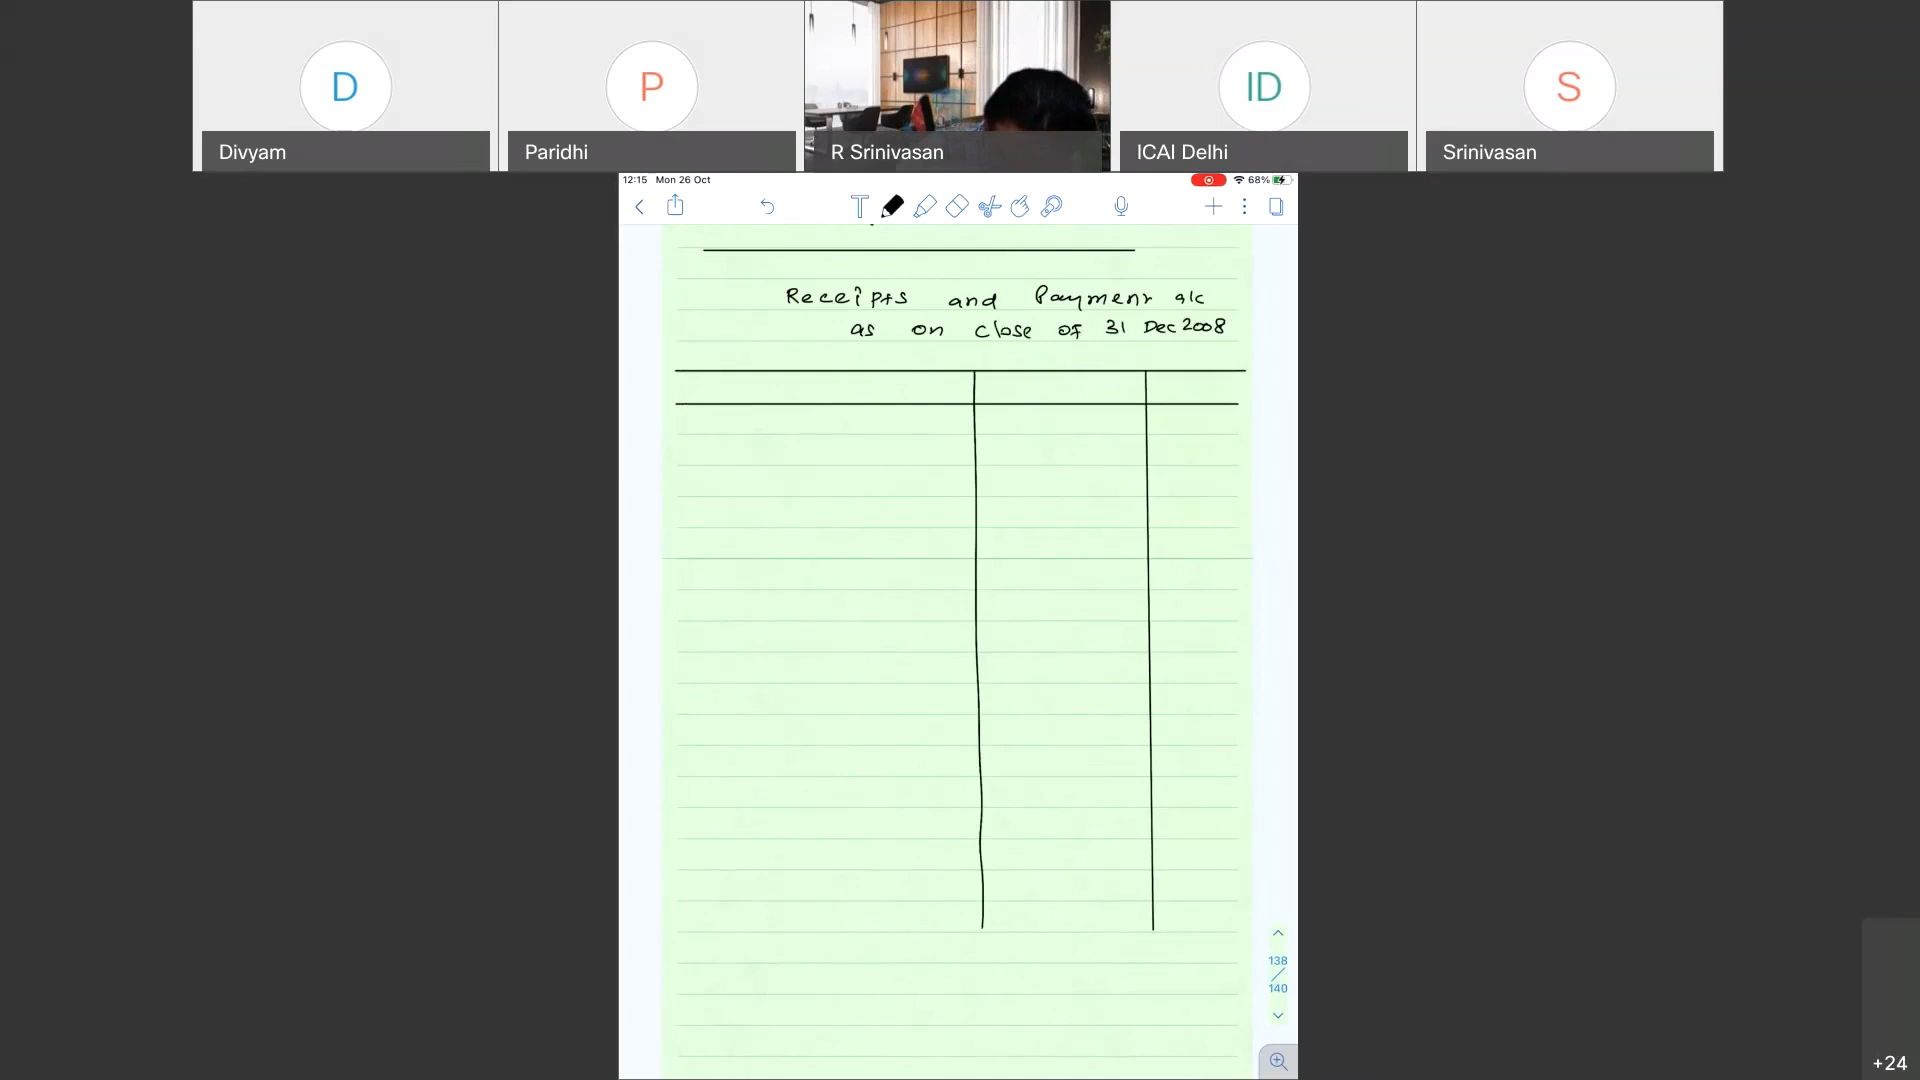 D
P
ID
S
Divyam
Paridhi
R Srinivasan
ICAI Delhi
Srinivasan
12:15 Mon 26 Oct
68%
T
Receipts and Payment a/c
as on close of 31 Dec 2008
138
140
+24